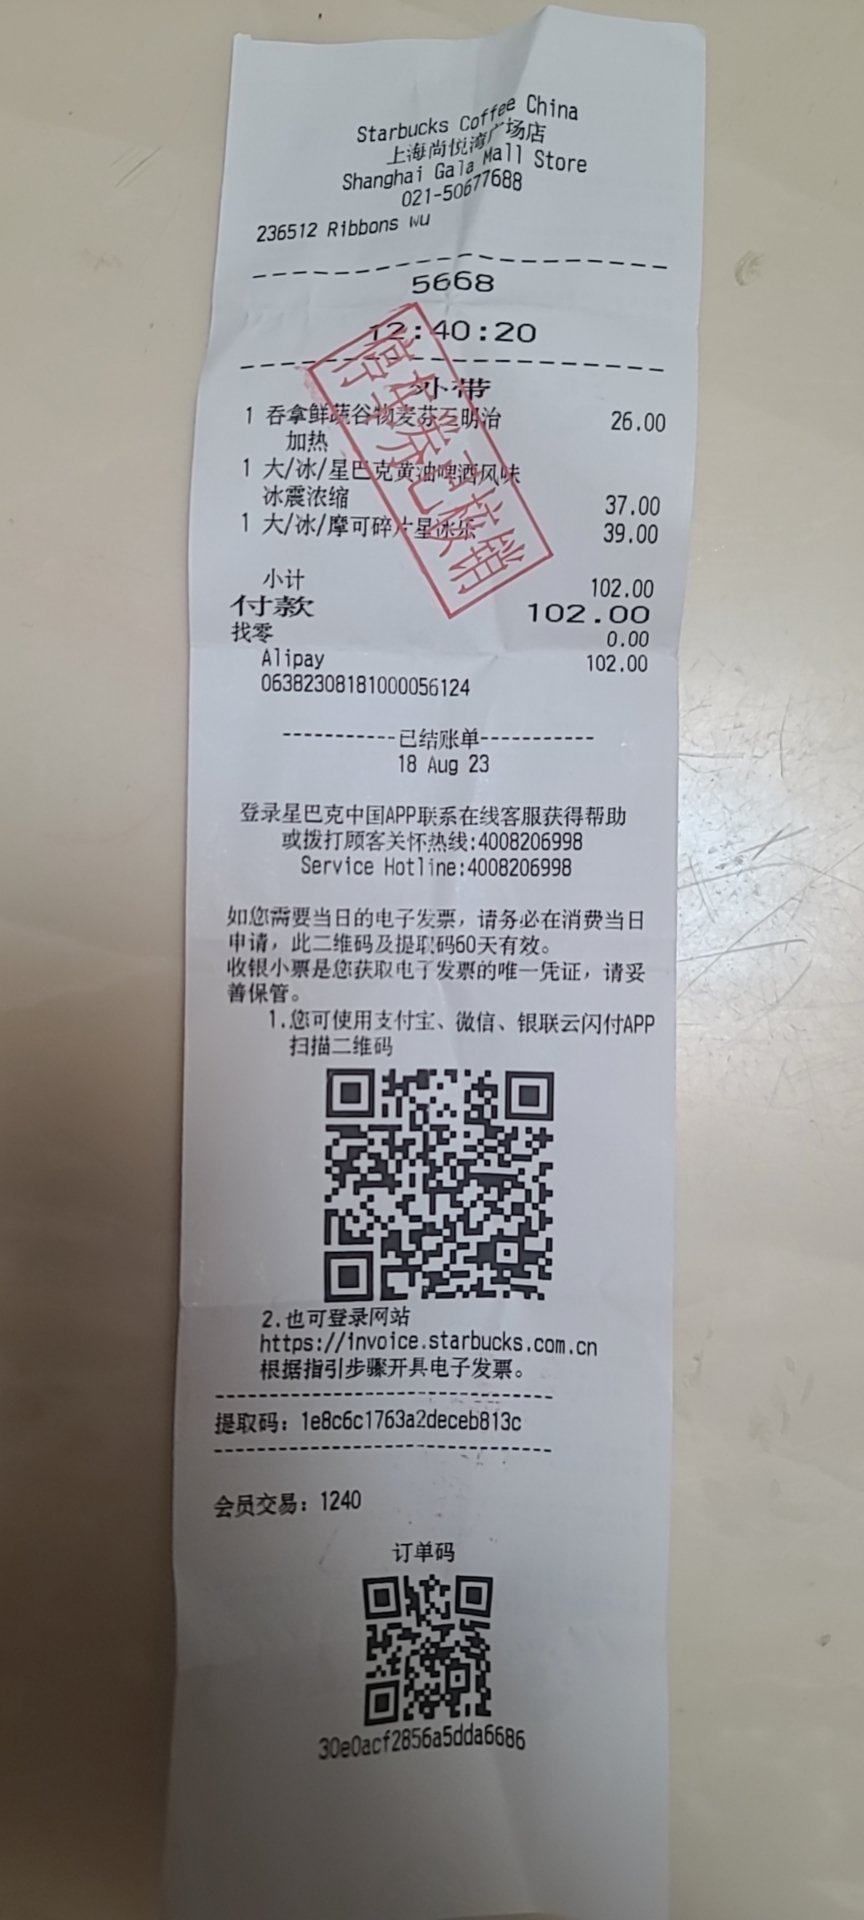 Starbucks Coffee China
上海尚悦湾广场店
Shanghai Gala Mall Store
021-50677688
236512 Ribbons Wu
5668
12:40:20
外带
1 吞拿鲜蔬谷物麦芬三明治 26.00
加热
1 大/冰/星巴克黄油啤酒风味
冰震浓缩 37.00
1 大/冰/摩可碎片星冰乐 39.00
停车券已核销
小计 102.00
付款 102.00
找零 0.00
Alipay 102.00
06382308181000056124
-----------已结账单-----------
18 Aug 23
登录星巴克中国APP联系在线客服获得帮助
或拨打顾客关怀热线:4008206998
Service Hotline:4008206998
如您需要当日的电子发票，请务必在消费当日
申请，此二维码及提取码60天有效。
收银小票是您获取电子发票的唯一凭证，请妥
善保管。
1.您可使用支付宝、微信、银联云闪付APP
扫描二维码
2.也可登录网站
https://invoice.starbucks.com.cn
根据指引步骤开具电子发票。
提取码：1e8c6c1763a2deceb813c
会员交易：1240
订单码
30e0acf2856a5dda6686